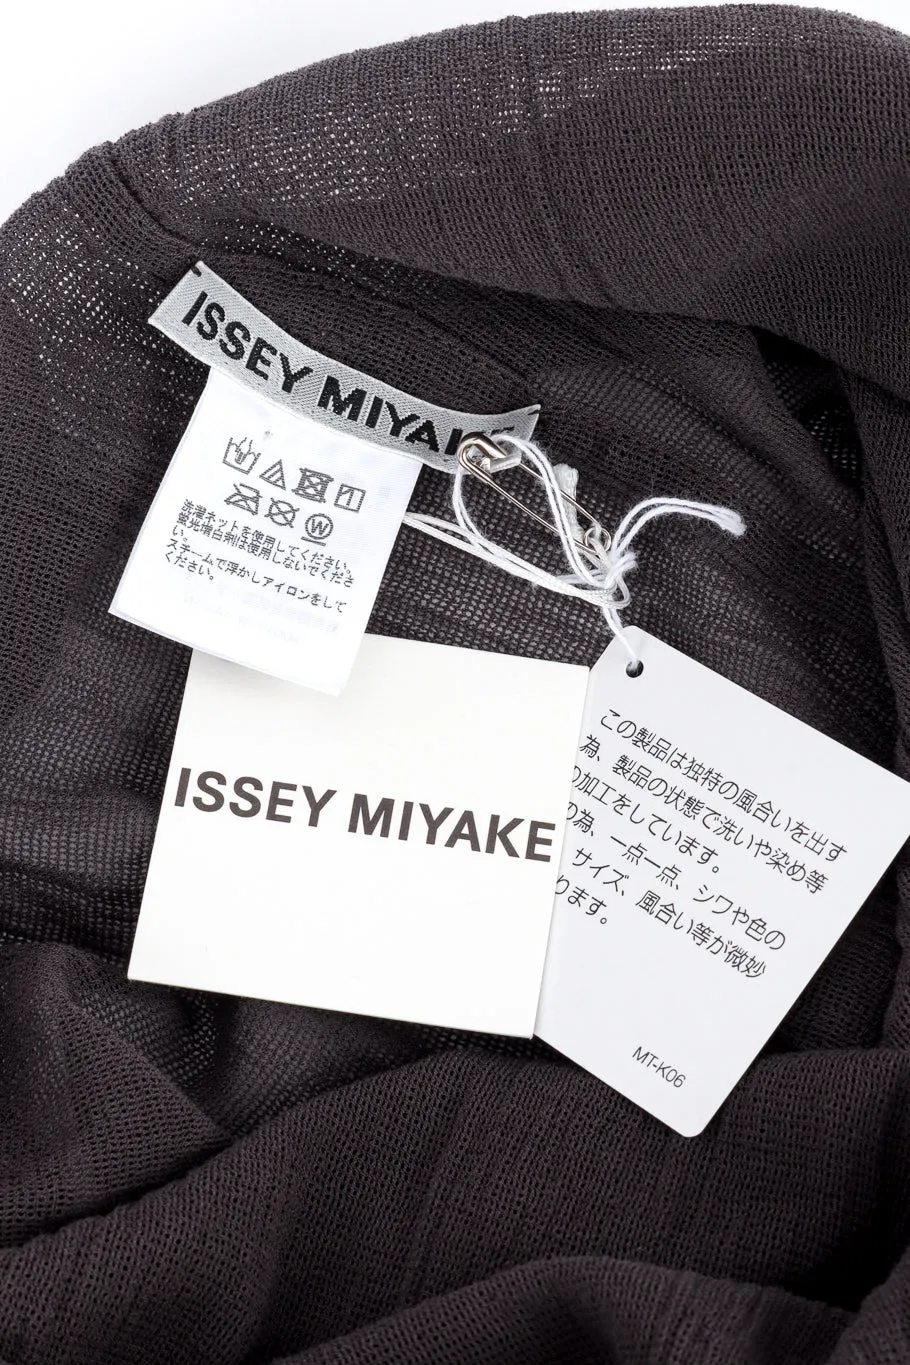 ISSEY MIYAKE
洗濯ネットを使用してください。
蛍光増白剤は使用しないでくださ
スチームで浮かしアイロンをして
ください。
ISSEY MIYAKE
この製品は独特の風合いを出す
為、製品の状態で洗いや染め等
の加工をしています。
の為、一点一点、シワや色の
サイズ、風合い等が微妙
ります。
MT-K06